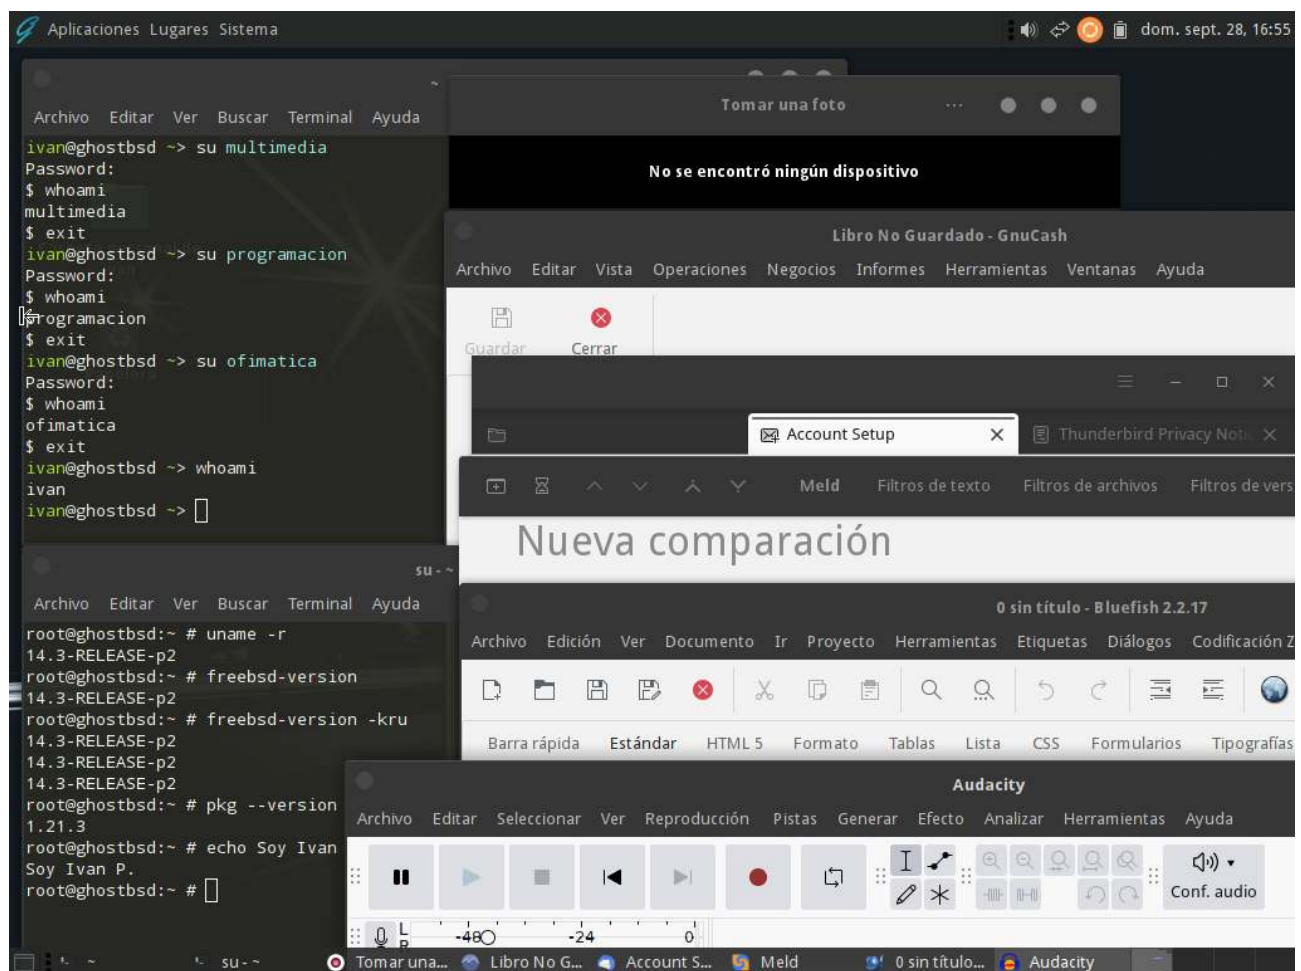 Aplicaciones Lugares Sistema
dom. sept. 28, 16:55
~
Archivo Editar Ver Buscar Terminal Ayuda
ivan@ghostbsd ~> su multimedia
Password:
$ whoami
multimedia
$ exit
ivan@ghostbsd ~> su programacion
Password:
$ whoami
programacion
$ exit
ivan@ghostbsd ~> su ofimatica
Password:
$ whoami
ofimatica
$ exit
ivan@ghostbsd ~> whoami
ivan
ivan@ghostbsd ~>
Tomar una foto
No se encontró ningún dispositivo
Libro No Guardado - GnuCash
Archivo Editar Vista Operaciones Negocios Informes Herramientas Ventanas Ayuda
Guardar Cerrar
Account Setup
Thunderbird Privacy Noti
Meld Filtros de texto Filtros de archivos Filtros de vers
Nueva comparación
su - ~
Archivo Editar Ver Buscar Terminal Ayuda
root@ghostbsd:~ # uname -r
14.3-RELEASE-p2
root@ghostbsd:~ # freebsd-version
14.3-RELEASE-p2
root@ghostbsd:~ # freebsd-version -kru
14.3-RELEASE-p2
14.3-RELEASE-p2
14.3-RELEASE-p2
root@ghostbsd:~ # pkg --version
1.21.3
root@ghostbsd:~ # echo Soy Ivan
Soy Ivan P.
root@ghostbsd:~ #
0 sin título - Bluefish 2.2.17
Archivo Edición Ver Documento Ir Proyecto Herramientas Etiquetas Diálogos Codificación Z
Barra rápida Estándar HTML 5 Formato Tablas Lista CSS Formularios Tipografías
Audacity
Archivo Editar Seleccionar Ver Reproducción Pistas Generar Efecto Analizar Herramientas Ayuda
Conf. audio
L
R
-48 -24 0
~ su - ~ Tomar una... Libro No G... Account S... Meld 0 sin título... Audacity